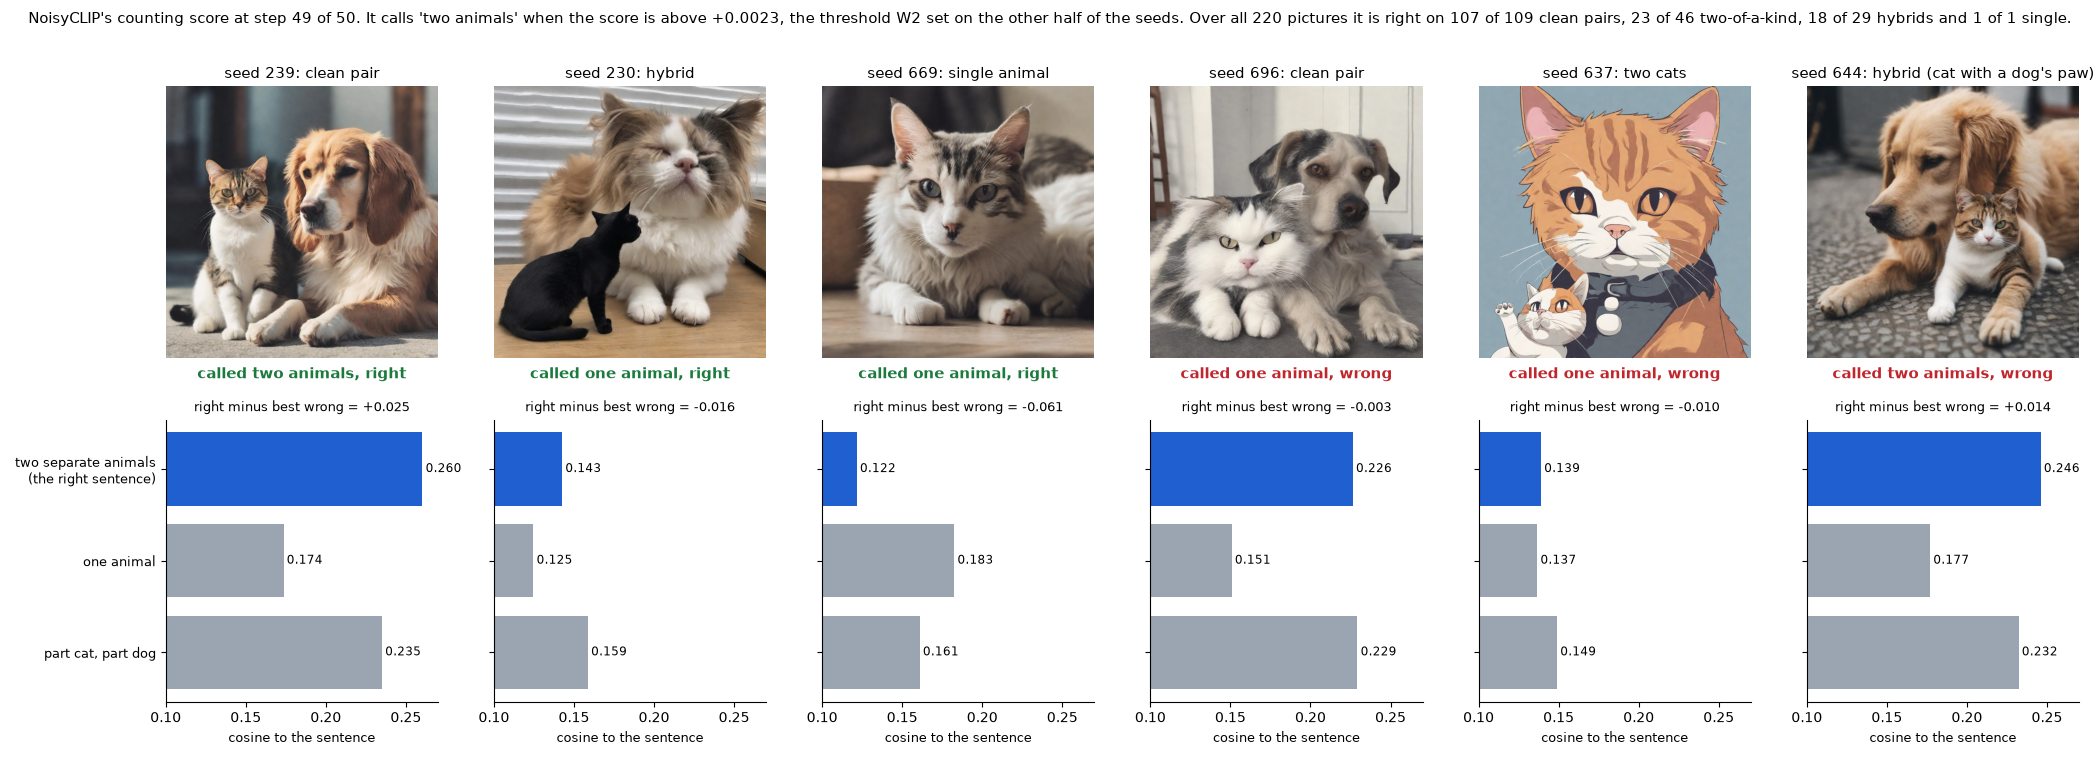 NoisyCLIP's counting score at step 49 of 50. It calls 'two animals' when the score is above +0.0023, the threshold W2 set on the other half of the seeds. Over all 220 pictures it is right on 107 of 109 clean pairs, 23 of 46 two-of-a-kind, 18 of 29 hybrids and 1 of 1 single.
seed 239: clean pair
seed 230: hybrid
seed 669: single animal
seed 696: clean pair
seed 637: two cats
seed 644: hybrid (cat with a dog's paw)
called two animals, right
called one animal, right
called one animal, right
called one animal, wrong
called one animal, wrong
called two animals, wrong
right minus best wrong = +0.025
right minus best wrong = -0.016
right minus best wrong = -0.061
right minus best wrong = -0.003
right minus best wrong = -0.010
right minus best wrong = +0.014
two separate animals
(the right sentence)
one animal
part cat, part dog
0.260
0.174
0.235
0.10 0.15 0.20 0.25
cosine to the sentence
0.143
0.125
0.159
0.10 0.15 0.20 0.25
cosine to the sentence
0.122
0.183
0.161
0.10 0.15 0.20 0.25
cosine to the sentence
0.226
0.151
0.229
0.10 0.15 0.20 0.25
cosine to the sentence
0.139
0.137
0.149
0.10 0.15 0.20 0.25
cosine to the sentence
0.246
0.177
0.232
0.10 0.15 0.20 0.25
cosine to the sentence